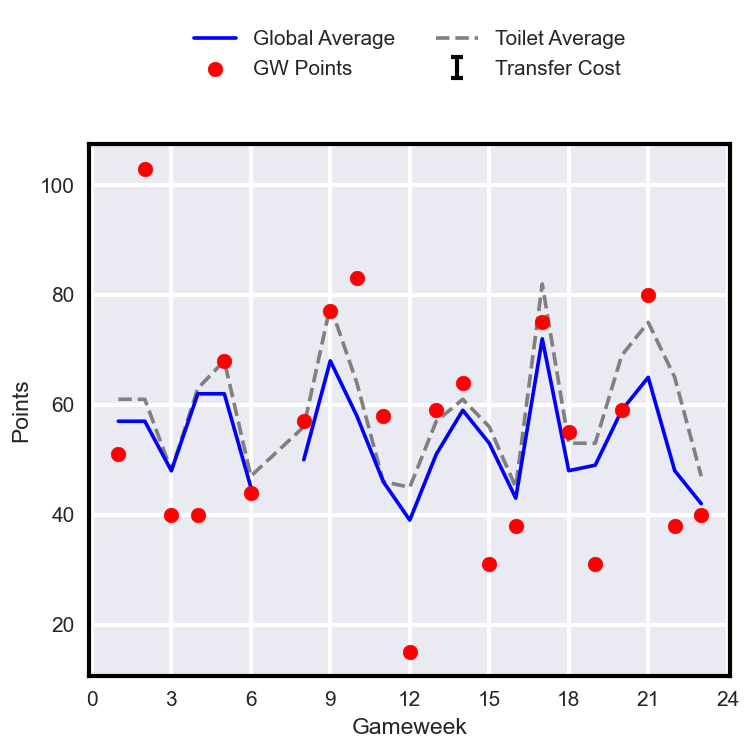 Global Average
Toilet Average
GW Points
Transfer Cost
100
80
60
40
20
Points
0
3
6
9
12
15
18
21
24
Gameweek